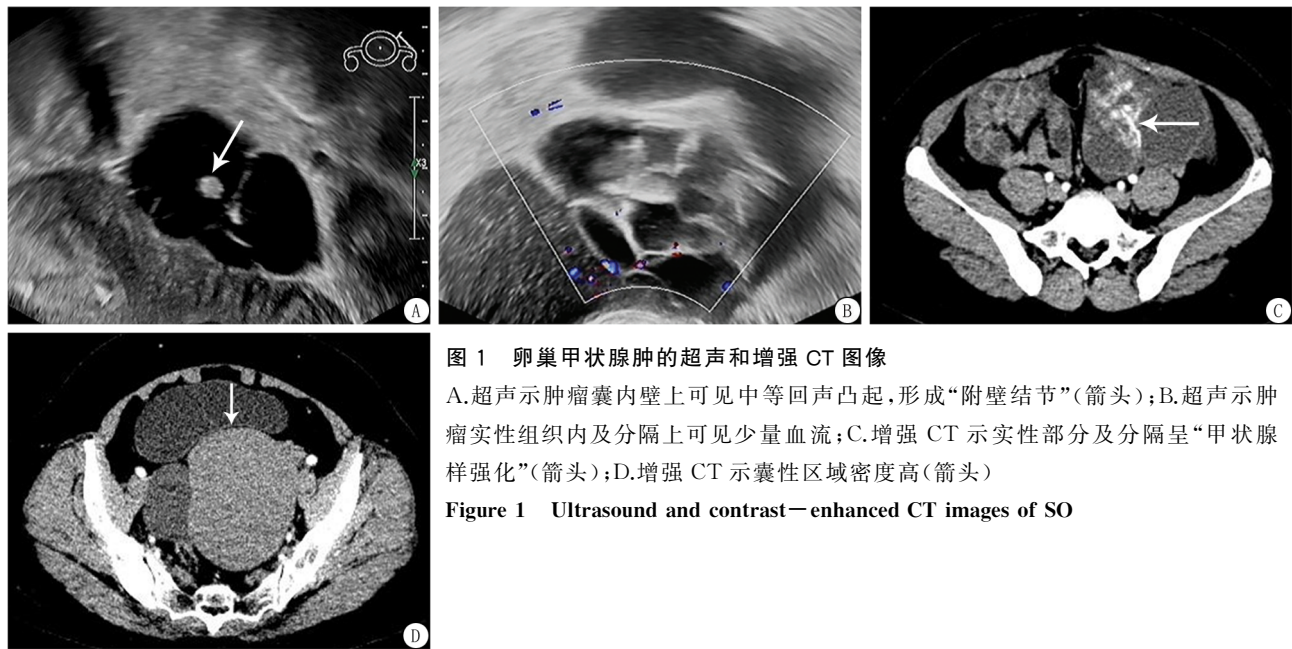 X3
A
B
C
D
图 1 卵巢甲状腺肿的超声和增强 CT 图像
A.超声示肿瘤囊内壁上可见中等回声凸起,形成“附壁结节”(箭头);B.超声示肿
瘤实性组织内及分隔上可见少量血流;C.增强 CT 示实性部分及分隔呈“甲状腺
样强化”(箭头);D.增强 CT 示囊性区域密度高(箭头)
Figure 1 Ultrasound and contrast－enhanced CT images of SO